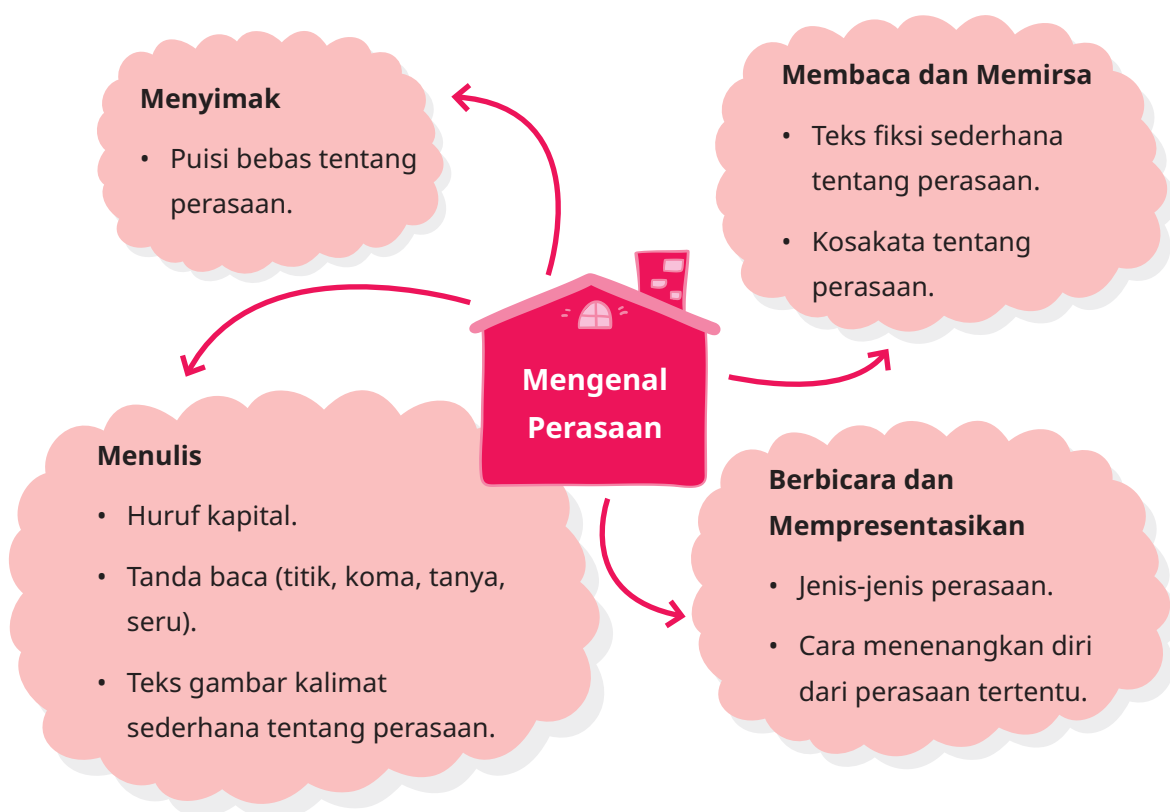 Menyimak
• Puisi bebas tentang
perasaan.
Membaca dan Memirsa
• Teks fiksi sederhana
tentang perasaan.
• Kosakata tentang
perasaan.
Mengenal
Perasaan
Menulis
• Huruf kapital.
• Tanda baca (titik, koma, tanya,
seru).
• Teks gambar kalimat
sederhana tentang perasaan.
Berbicara dan
Mempresentasikan
• Jenis-jenis perasaan.
• Cara menenangkan diri
dari perasaan tertentu.